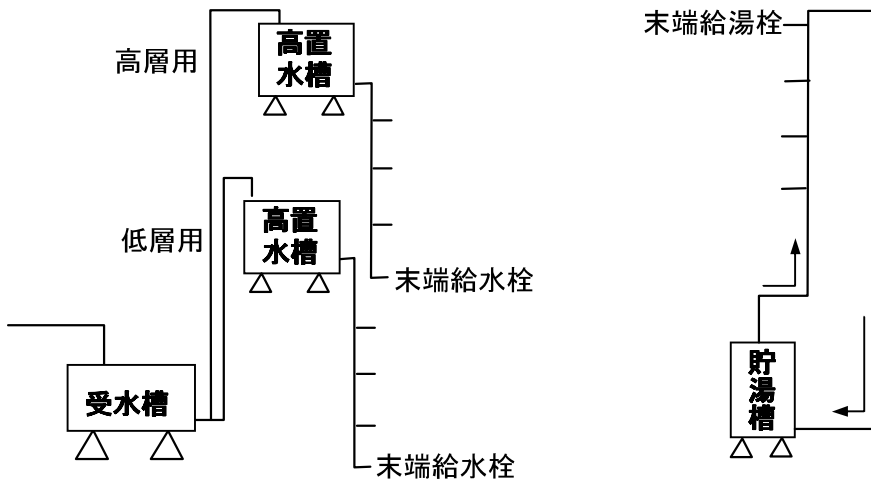 高層用
高置
水槽
低層用
高置
水槽
末端給水栓
受水槽
末端給水栓
末端給湯栓
貯
湯
槽